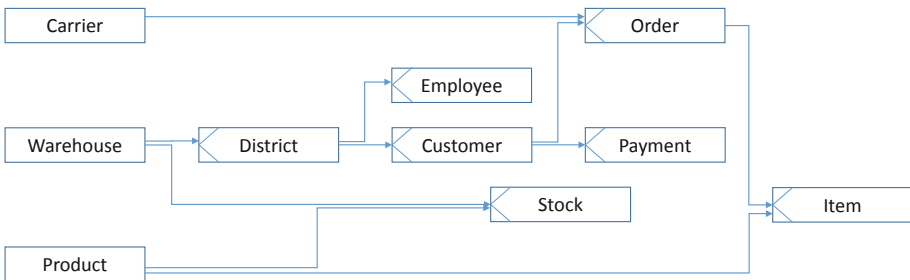 Carrier
Order
Employee
Warehouse
District
Customer
Payment
Stock
Item
Product